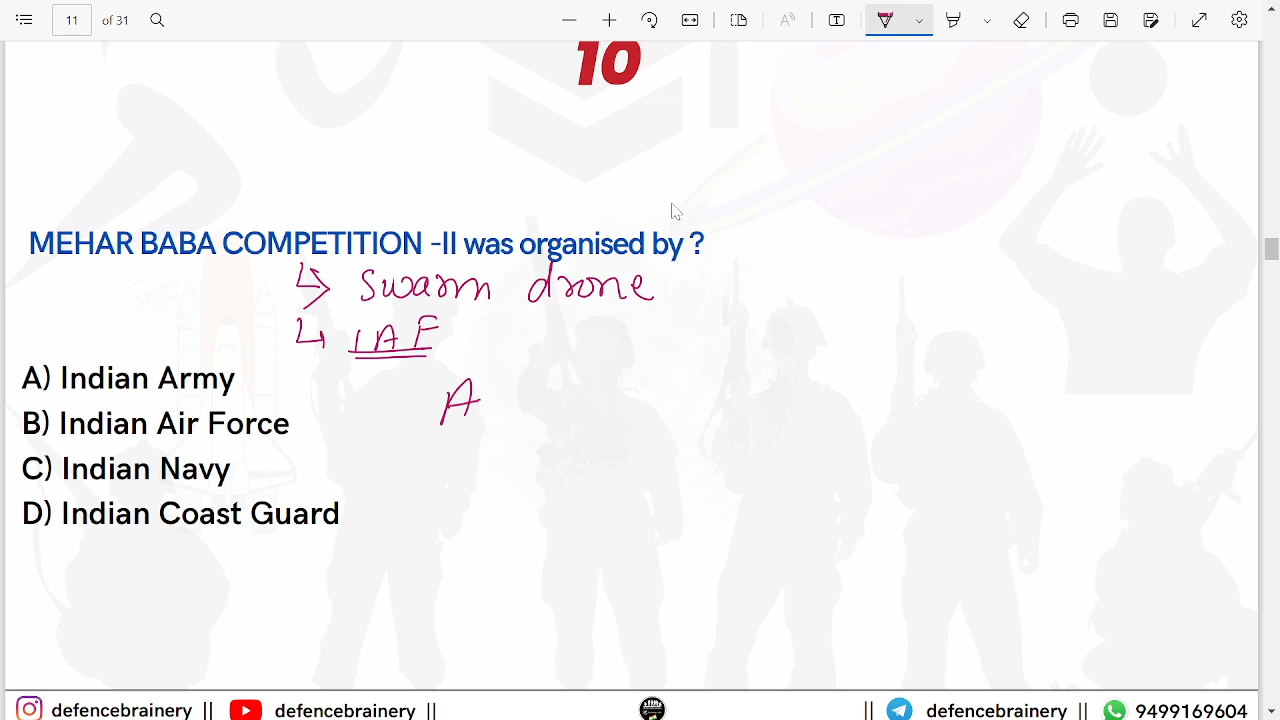 11 of 31
10
MEHAR BABA COMPETITION -II was organised by ?
↳ Swarm drone
↳ IAF
A) Indian Army
A
B) Indian Air Force
C) Indian Navy
D) Indian Coast Guard
defencebrainery || defencebrainery || || defencebrainery || 9499169604